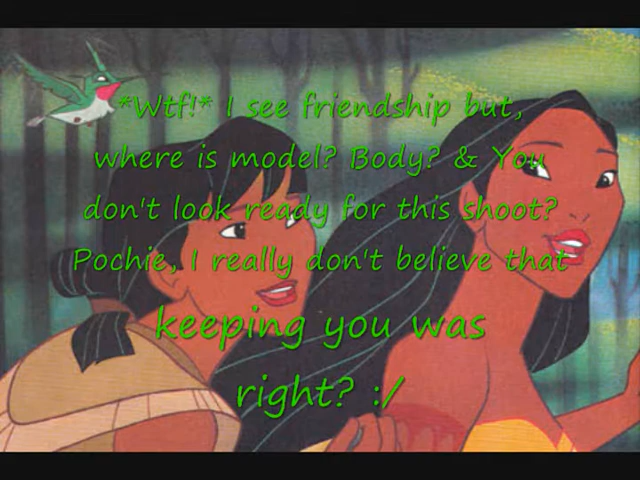 *Wtf!* I see friendship but,
where is model? Body? & You
don't look ready for this shoot?
Pochie, I really don't believe that
keeping you was
right? :/